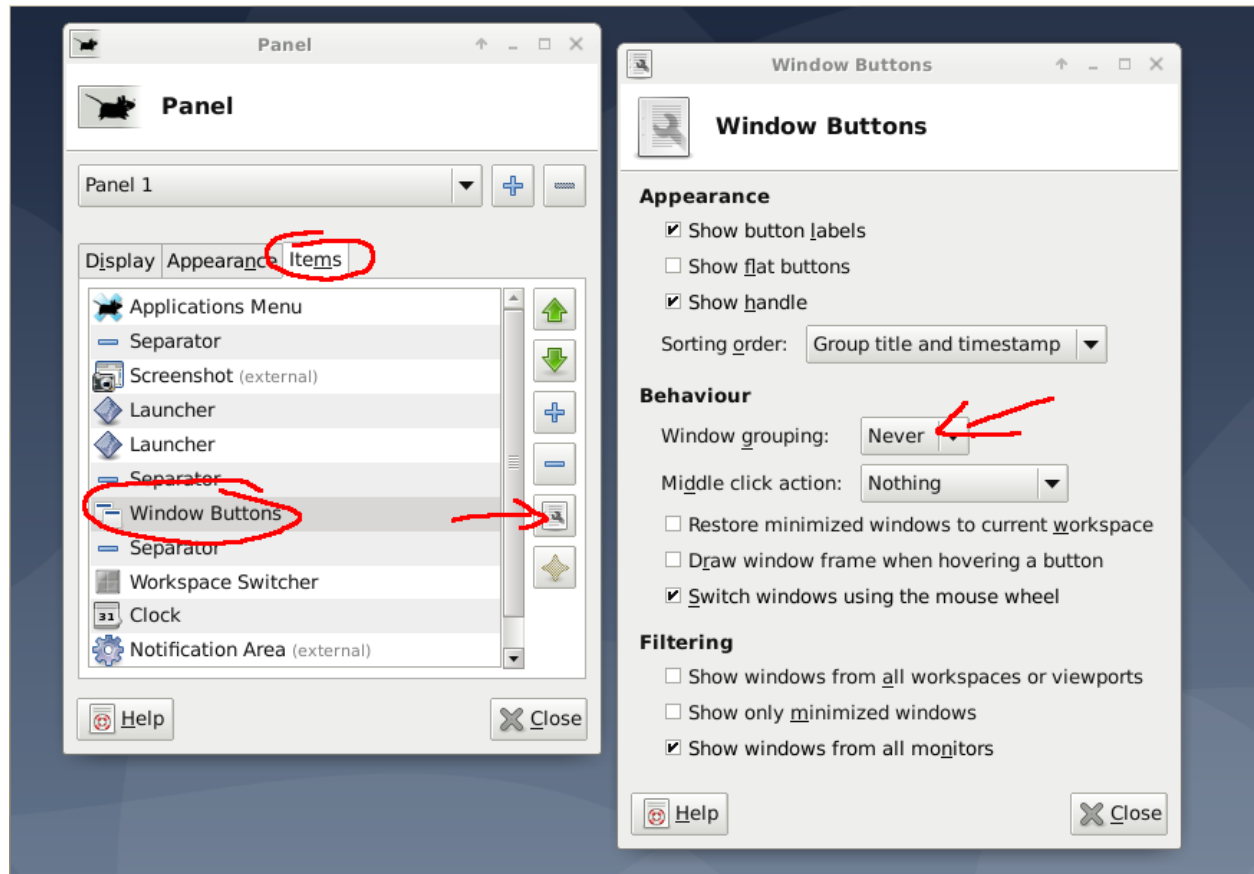 Panel
Panel
Panel 1
Display Appearance Items
Applications Menu
Separator
Screenshot (external)
Launcher
Launcher
Separator
Window Buttons
Separator
Workspace Switcher
31 Clock
Notification Area (external)
Help
Close
Window Buttons
Window Buttons
Appearance
Show button labels
Show flat buttons
Show handle
Sorting order: Group title and timestamp
Behaviour
Window grouping: Never
Middle click action: Nothing
Restore minimized windows to current workspace
Draw window frame when hovering a button
Switch windows using the mouse wheel
Filtering
Show windows from all workspaces or viewports
Show only minimized windows
Show windows from all monitors
Help
Close